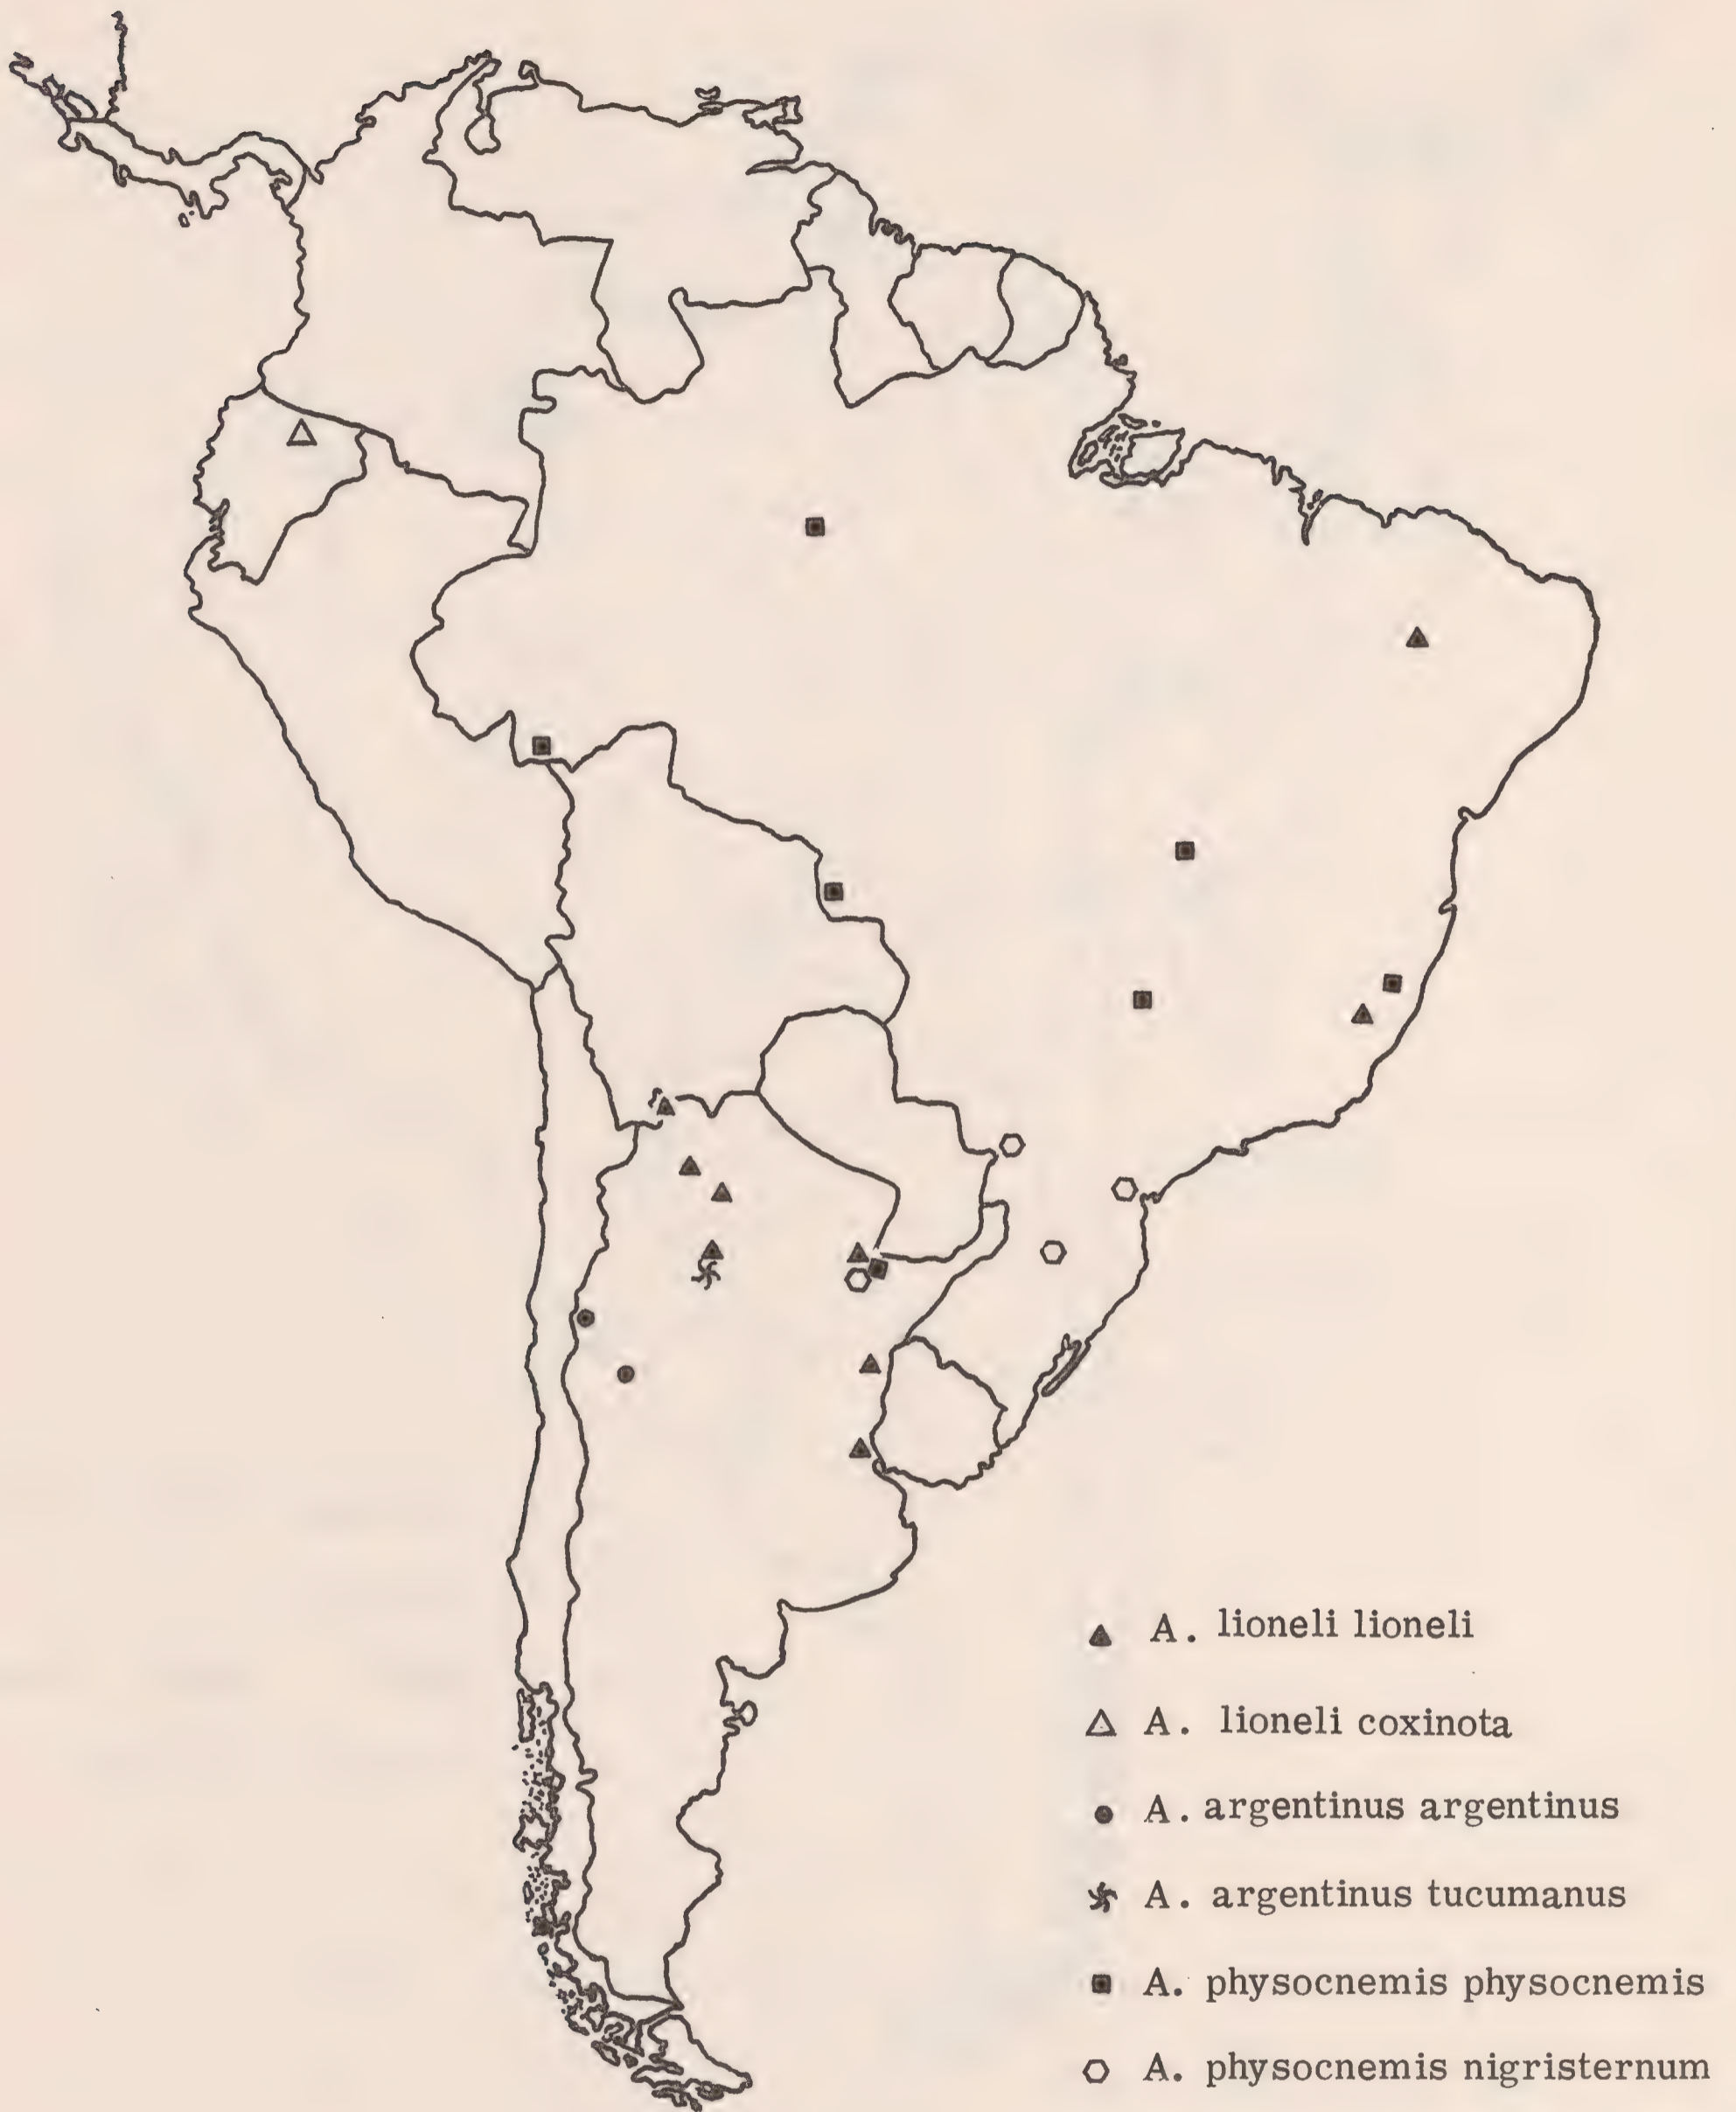 A. lioneli lioneli
A. lioneli coxinota
A. argentinus argentinus
A. argentinus tucumanus
A. physocnemis physocnemis
A. physocnemis nigristernum